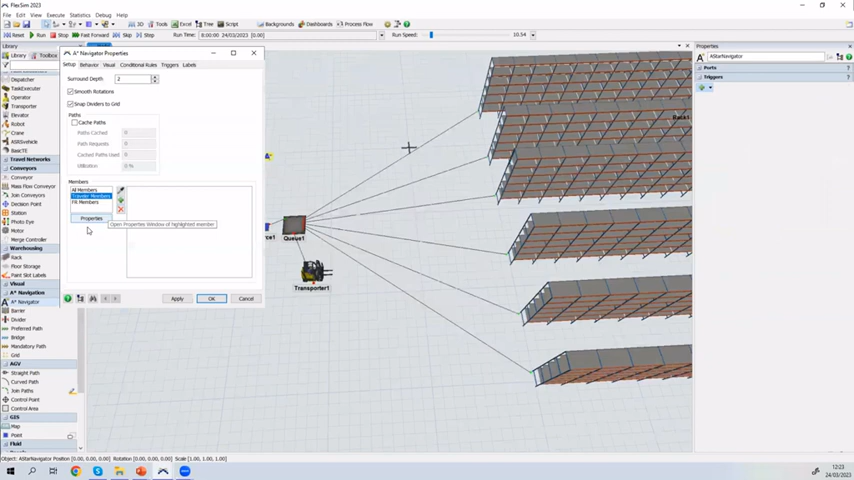 FlexSim 2023
File Edit View Execute Statistics Debug Help
3D Tools Excel Tree Script Backgrounds Dashboards Process Flow
Reset Run Stop Fast Forward Skip Step Run Time: 8:00:00 24/03/2023 [0.00] Run Speed: 10.54
Library
Library Toolbox
Dispatcher
TaskExecuter
Operator
Transporter
Elevator
Robot
Crane
ASRSvehicle
BasicTE
Travel Networks
Conveyors
Conveyor
Mass Flow Conveyor
Join Conveyors
Decision Point
Station
Photo Eye
Motor
Merge Controller
Warehousing
Rack
Floor Storage
Paint Slot Labels
Visual
A* Navigation
A* Navigator
Barrier
Divider
Preferred Path
Bridge
Mandatory Path
Grid
AGV
Straight Path
Curved Path
Join Paths
Control Point
Control Area
GIS
Map
Point
Fluid
A* Navigator Properties
Setup Behavior Visual Conditional Rules Triggers Labels
Surround Depth 2
Smooth Rotations
Snap Dividers to Grid
Paths
Cache Paths
Paths Cached 0
Path Requests 0
Cached Paths Used 0
Utilization 0 %
Members
All Members
Traveler Members
FR Members
Properties
Open Properties Window of highlighted member
Apply OK Cancel
Queue1
Transporter1
Rack1
Properties
AStarNavigator
Ports
Triggers
Object: AStarNavigator Position [0.00, 0.00, 0.00] Rotation [0.00, 0.00, 0.00] Scale [1.00, 1.00, 1.00]
12:23
24/03/2023